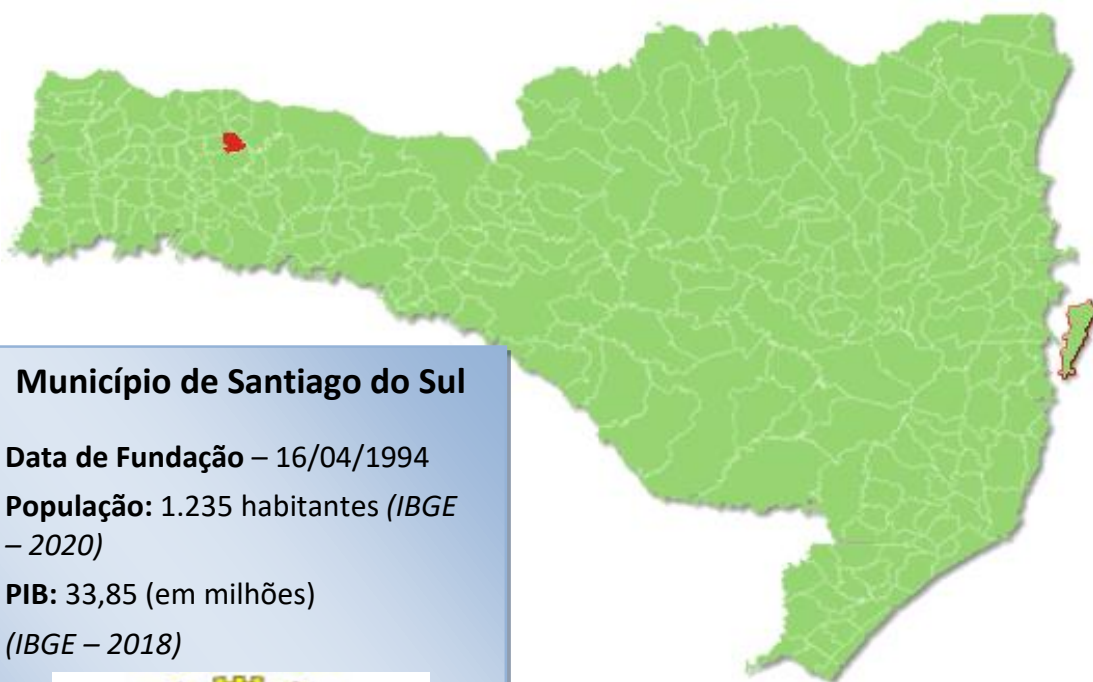 Município de Santiago do Sul
Data de Fundação – 16/04/1994
População: 1.235 habitantes (IBGE
– 2020)
PIB: 33,85 (em milhões)
(IBGE – 2018)